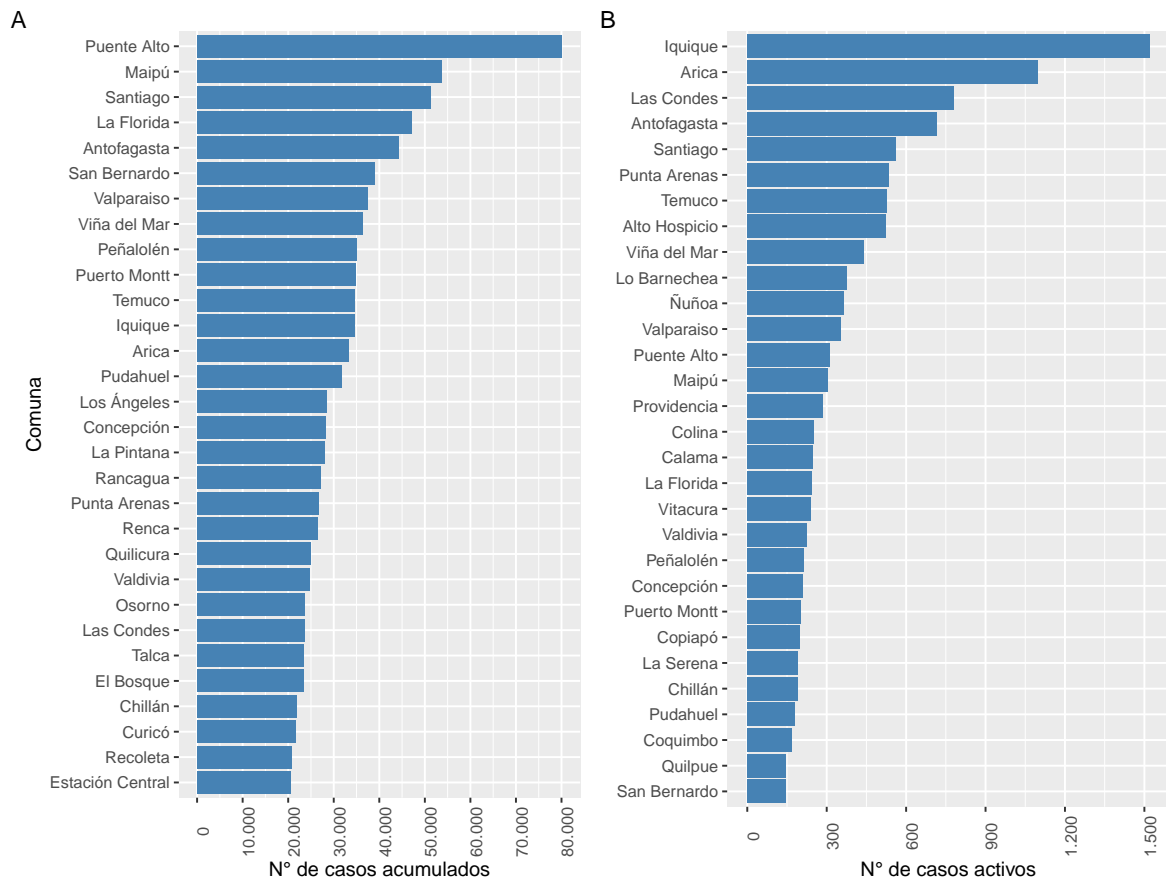 A
Comuna
Puente Alto
Maipú
Santiago
La Florida
Antofagasta
San Bernardo
Valparaiso
Viña del Mar
Peñalolén
Puerto Montt
Temuco
Iquique
Arica
Pudahuel
Los Ángeles
Concepción
La Pintana
Rancagua
Punta Arenas
Renca
Quilicura
Valdivia
Osorno
Las Condes
Talca
El Bosque
Chillán
Curicó
Recoleta
Estación Central
0
10.000
20.000
30.000
40.000
50.000
60.000
70.000
80.000
N° de casos acumulados
B
Iquique
Arica
Las Condes
Antofagasta
Santiago
Punta Arenas
Temuco
Alto Hospicio
Viña del Mar
Lo Barnechea
Ñuñoa
Valparaiso
Puente Alto
Maipú
Providencia
Colina
Calama
La Florida
Vitacura
Valdivia
Peñalolén
Concepción
Puerto Montt
Copiapó
La Serena
Chillán
Pudahuel
Coquimbo
Quilpue
San Bernardo
0
300
600
900
1.200
1.500
N° de casos activos